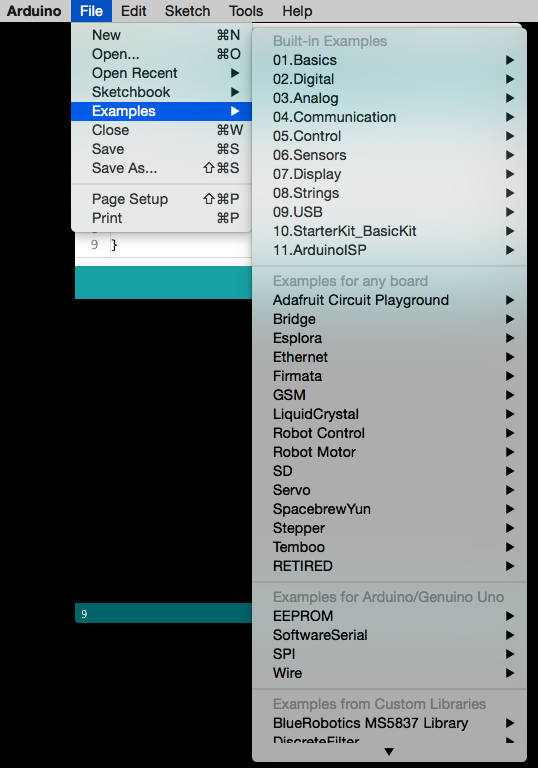 Arduino File Edit Sketch Tools Help
New ⌘N
Open... ⌘O
Open Recent ▶
Sketchbook ▶
Examples ▶
Close ⌘W
Save ⌘S
Save As... ⇧⌘S
Page Setup ⇧⌘P
Print ⌘P
9 }
9
Built-in Examples
01.Basics ▶
02.Digital ▶
03.Analog ▶
04.Communication ▶
05.Control ▶
06.Sensors ▶
07.Display ▶
08.Strings ▶
09.USB ▶
10.StarterKit_BasicKit ▶
11.ArduinoISP ▶
Examples for any board
Adafruit Circuit Playground ▶
Bridge ▶
Esplora ▶
Ethernet ▶
Firmata ▶
GSM ▶
LiquidCrystal ▶
Robot Control ▶
Robot Motor ▶
SD ▶
Servo ▶
SpacebrewYun ▶
Stepper ▶
Temboo ▶
RETIRED ▶
Examples for Arduino/Genuino Uno
EEPROM ▶
SoftwareSerial ▶
SPI ▶
Wire ▶
Examples from Custom Libraries
BlueRobotics MS5837 Library ▶
DiscreteFilter ▶
▼